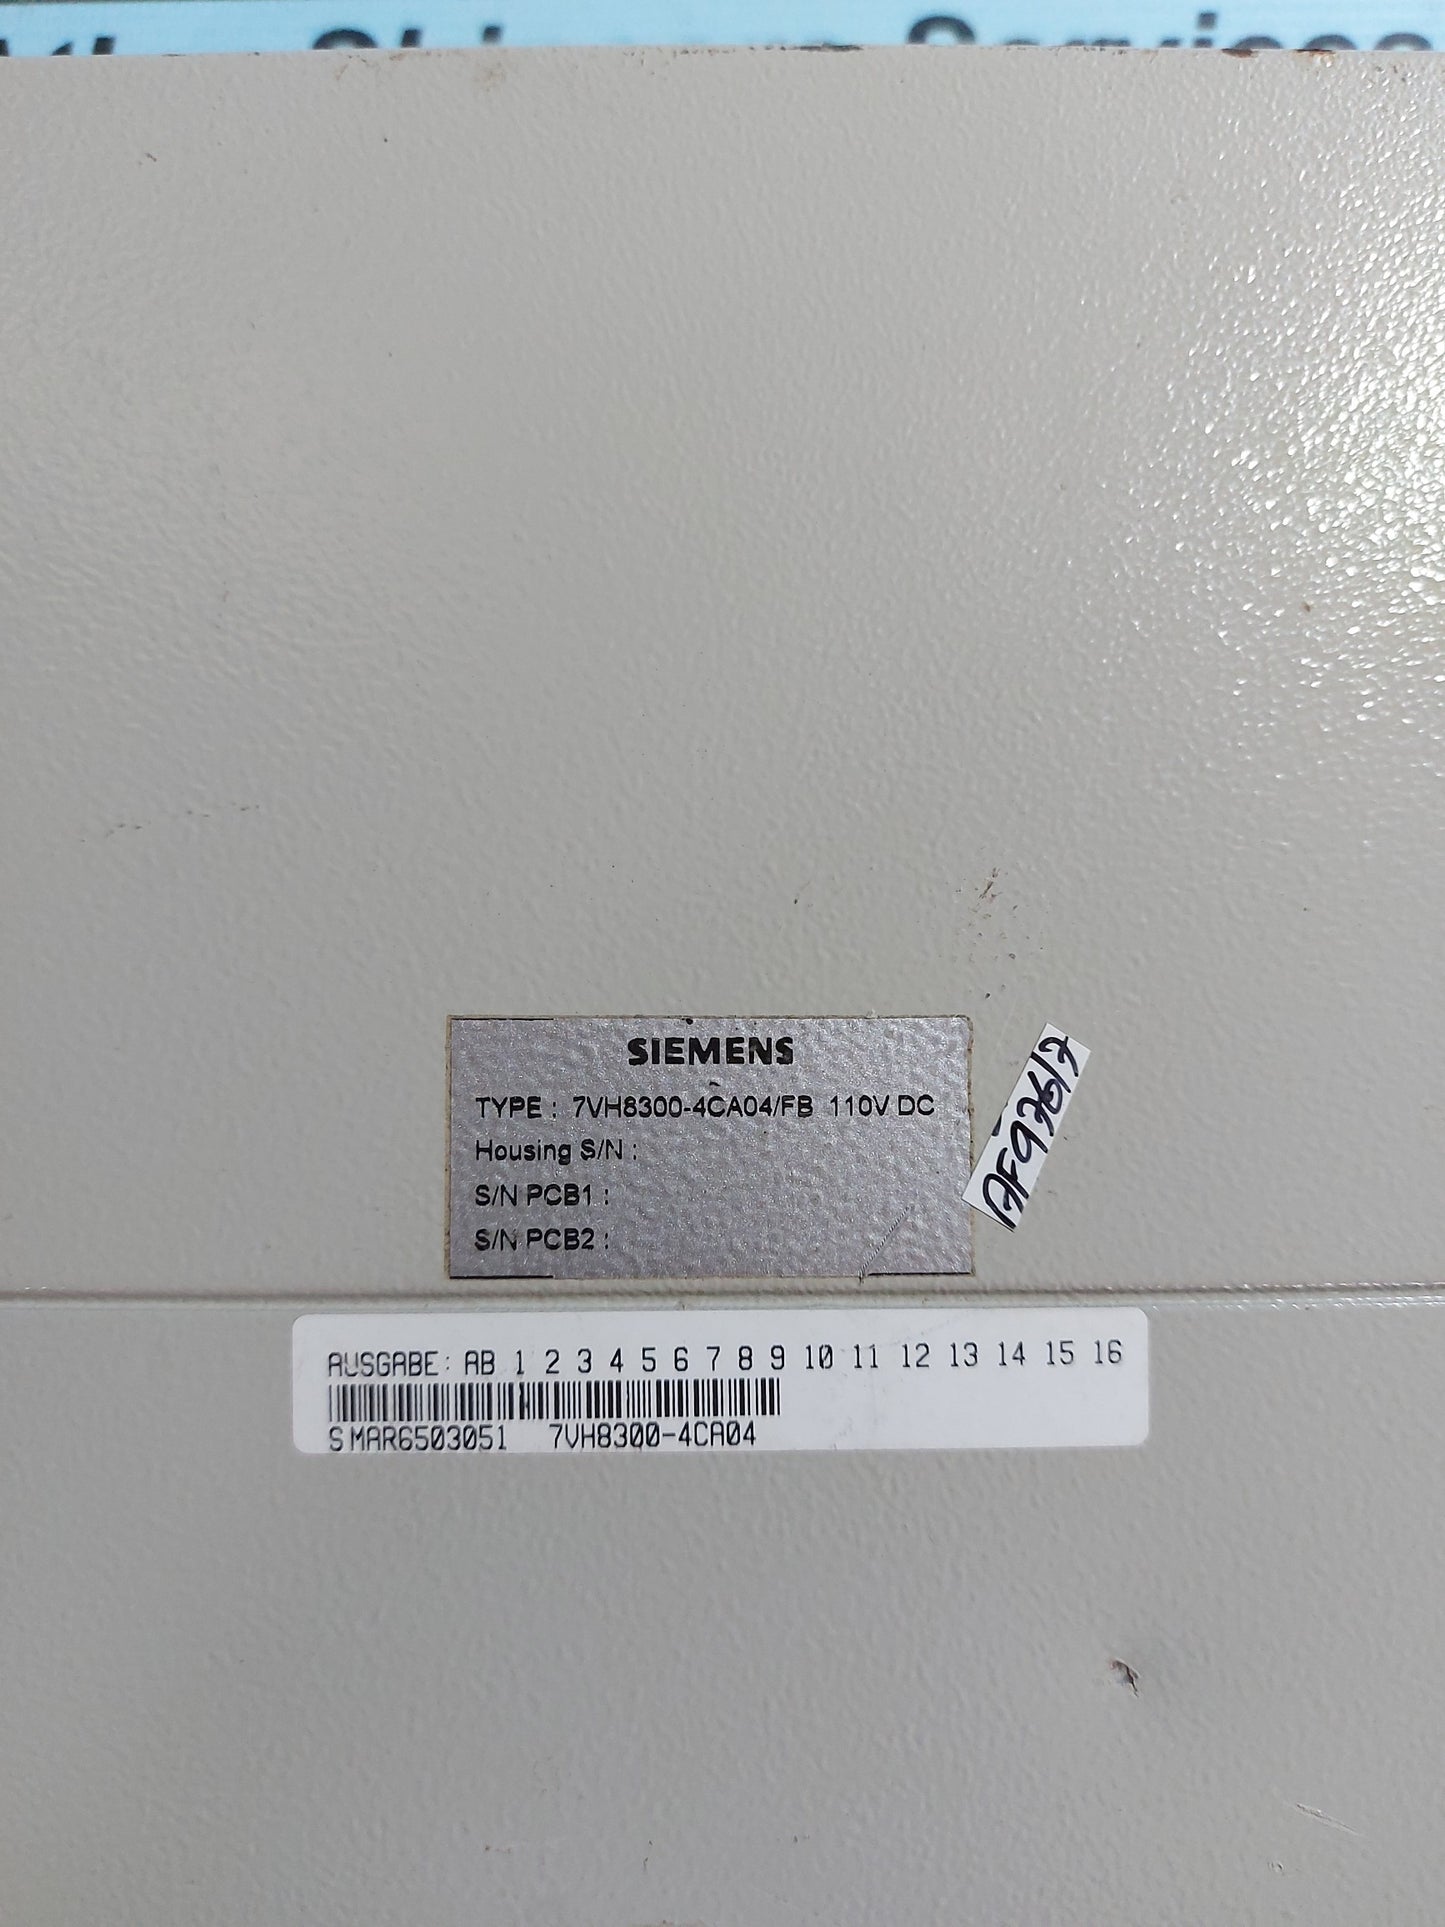 Services
SIEMENS
TYPE : 7VH8300-4CA04/FB 110V DC
Housing S/N :
S/N PCB1 :
S/N PCB2 :
AUSGABE: AB 1 2 3 4 5 6 7 8 9 10 11 12 13 14 15 16
S MAR6503051 7VH8300-4CA04